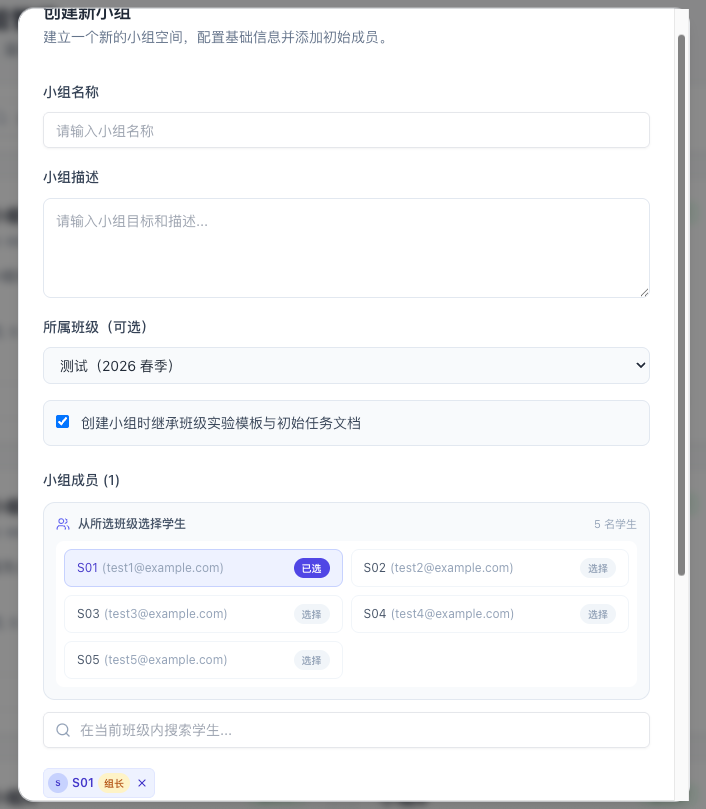 创建新小组
建立一个新的小组空间，配置基础信息并添加初始成员。
小组名称
请输入小组名称
小组描述
请输入小组目标和描述...
所属班级（可选）
测试（2026 春季）
创建小组时继承班级实验模板与初始任务文档
小组成员 (1)
从所选班级选择学生 5 名学生
S01 (test1@example.com) 已选 S02 (test2@example.com) 选择
S03 (test3@example.com) 选择 S04 (test4@example.com) 选择
S05 (test5@example.com) 选择
在当前班级内搜索学生...
S S01 组长 ×